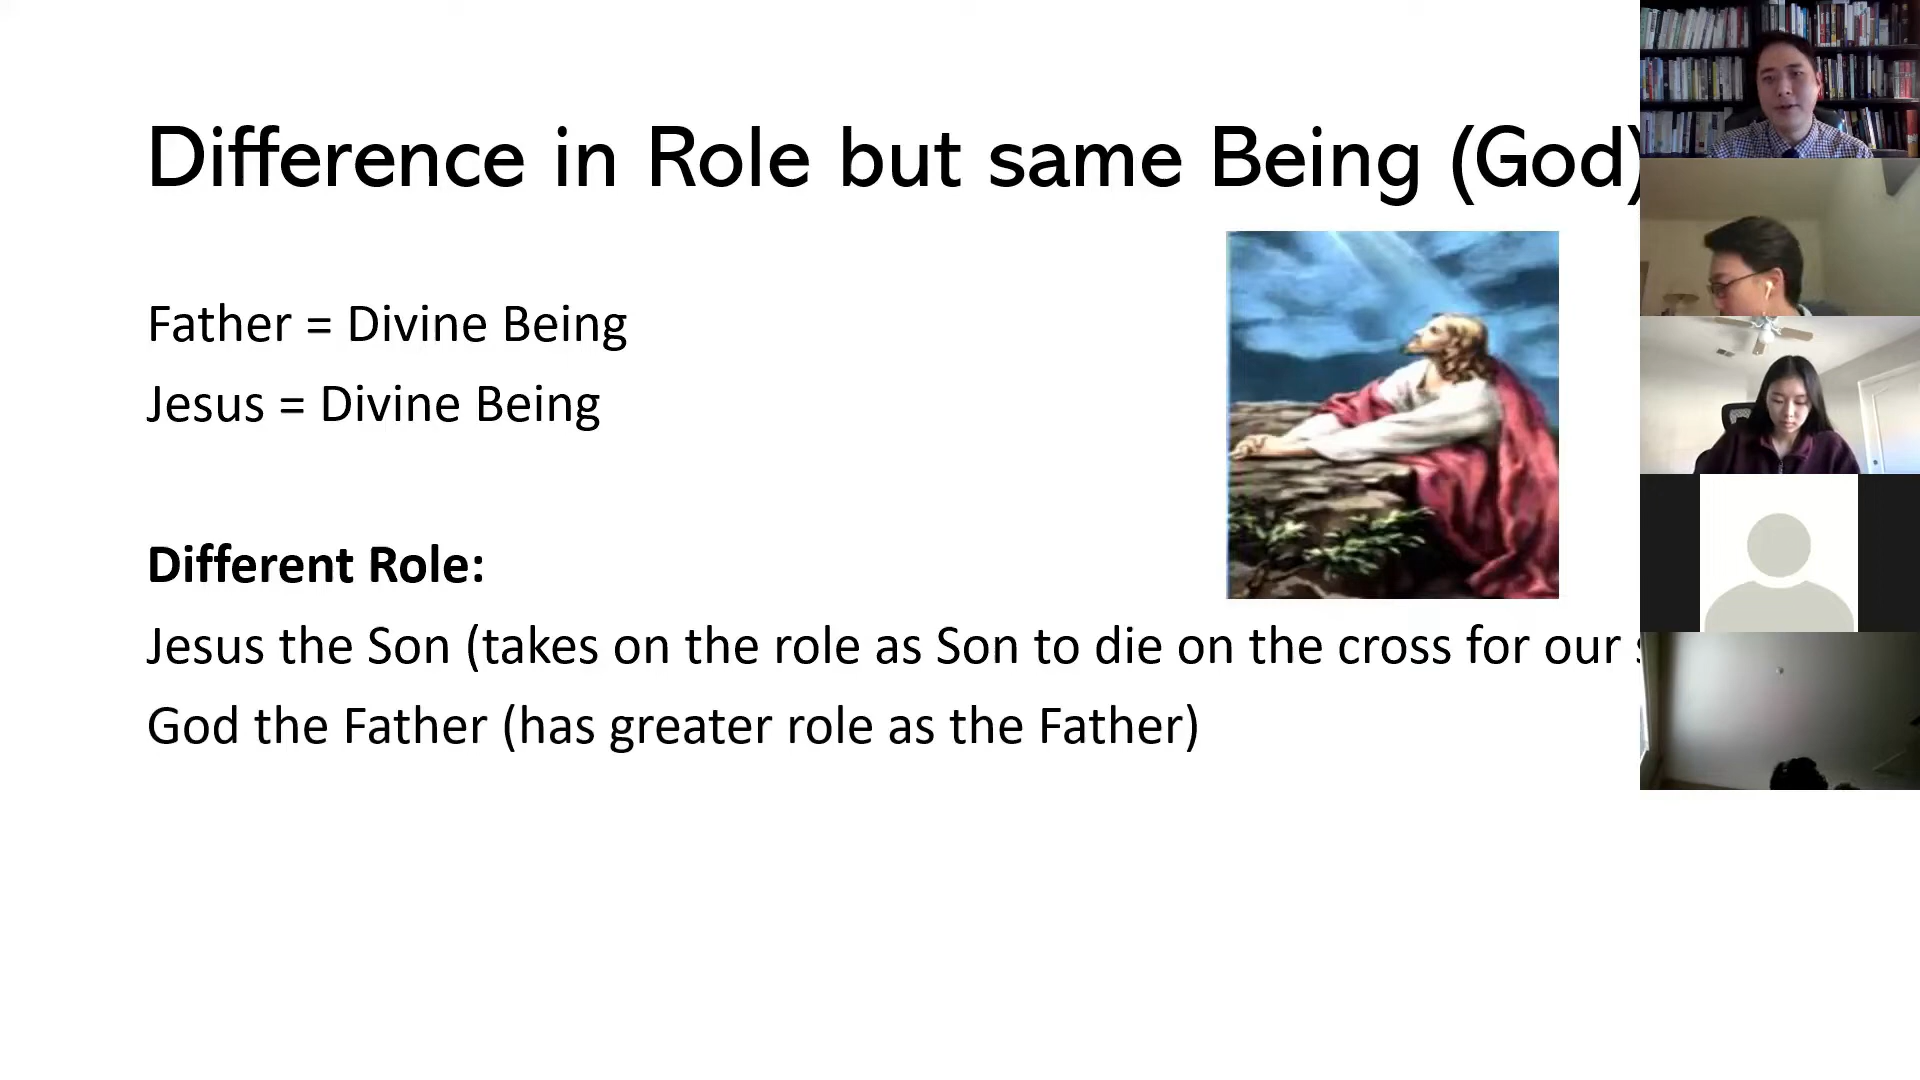 Difference in Role but same Being (God)
Father = Divine Being
Jesus = Divine Being
Different Role:
Jesus the Son (takes on the role as Son to die on the cross for our
God the Father (has greater role as the Father)